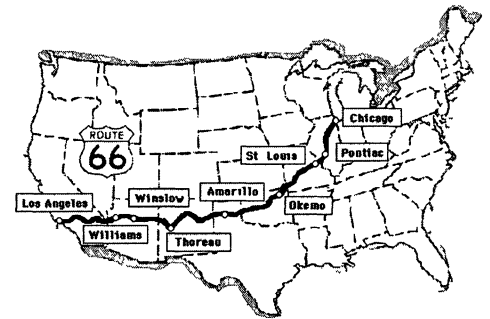 Chicago
ROUTE
66
St Louis
Pontiac
Los Angeles
Winslow
Amarillo
Okemo
Williams
Thoreau